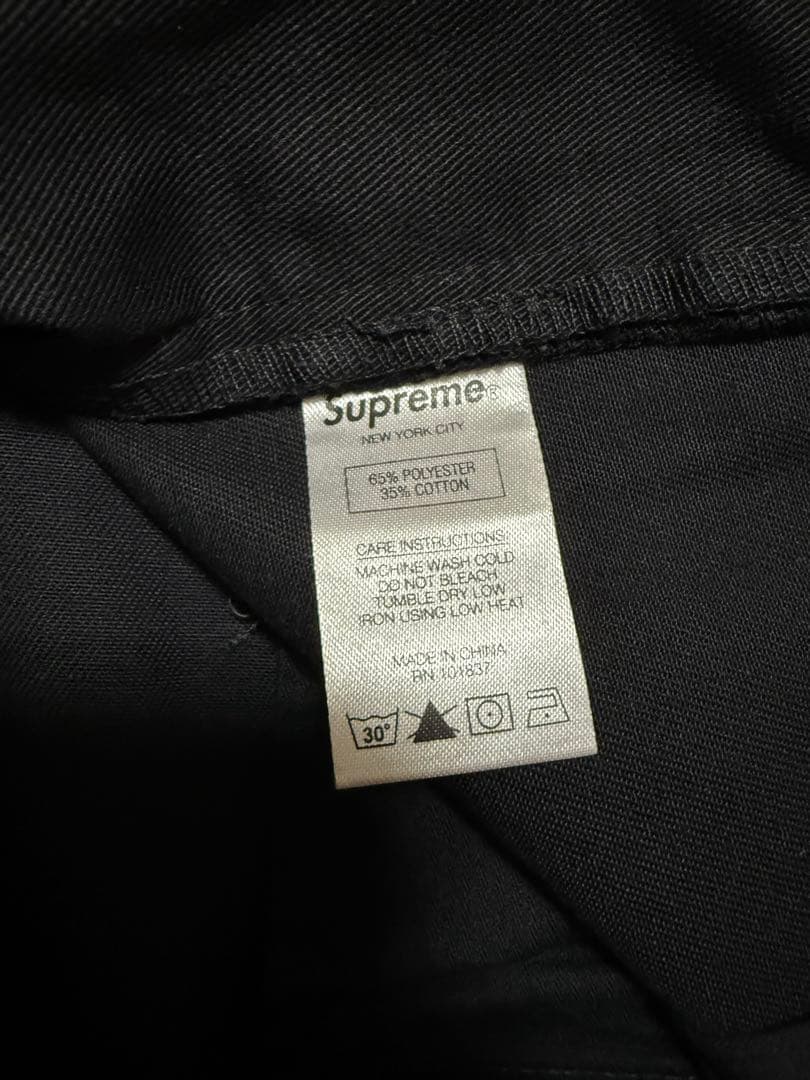 Supreme®
NEW YORK CITY
65% POLYESTER
35% COTTON
CARE INSTRUCTIONS:
MACHINE WASH COLD
DO NOT BLEACH
TUMBLE DRY LOW
IRON USING LOW HEAT
MADE IN CHINA
RN 101837
30°